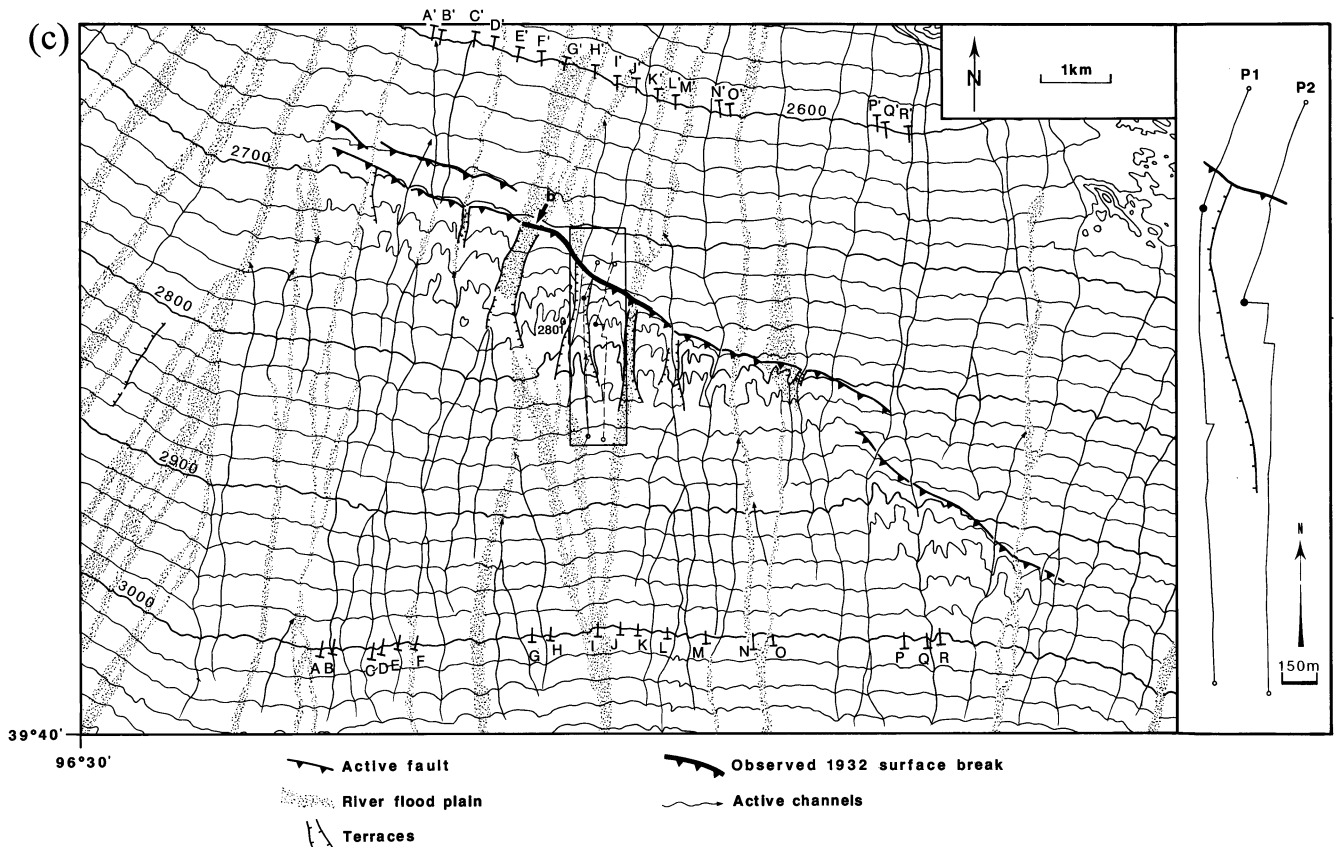 (c)
A' B' C' D' E' F' G' H' I' J' K' L' M' N' O' P' Q' R'
N
1km
P1 P2
2600
2700
b
2800
2801
2900
3000
N
150m
A B C D E F G H I J K L M N O P Q R
39°40'
96°30'
Active fault
Observed 1932 surface break
River flood plain
Active channels
Terraces